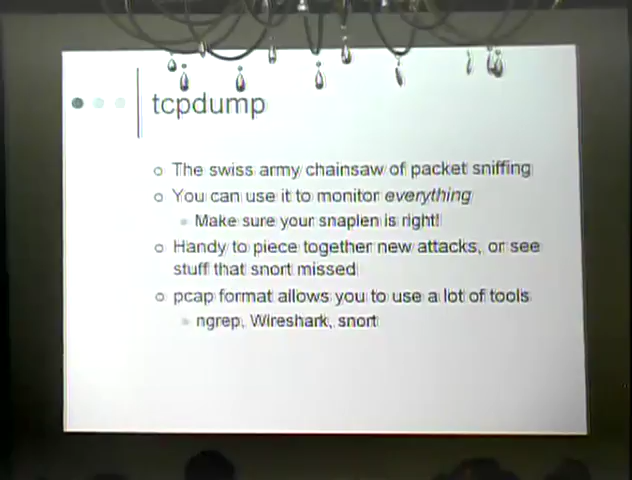 tcpdump
The swiss army chainsaw of packet sniffing
You can use it to monitor everything
Make sure your snaplen is right!
Handy to piece together new attacks, or see
stuff that snort missed
pcap format allows you to use a lot of tools
ngrep, Wireshark, snort